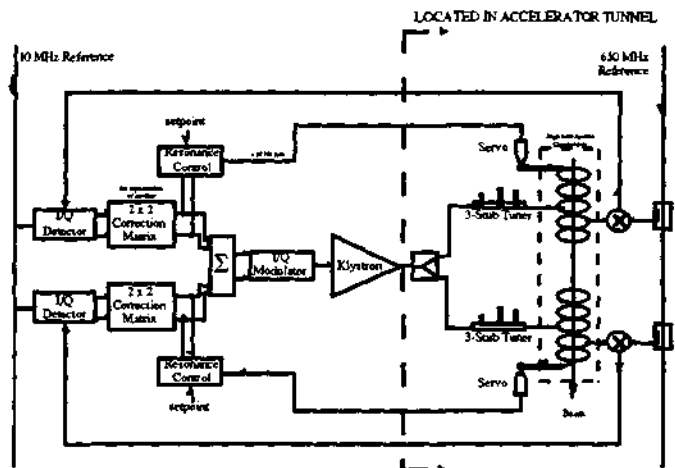 LOCATED IN ACCELERATOR TUNNEL
10 MHz Reference
650 MHz
Reference
setpoint
Resonance
Control
Servo
I/Q
Detector
2 x 2
Correction
Matrix
3-Stub Tuner
Σ
I/Q
Modulator
Klystron
I/Q
Detector
2 x 2
Correction
Matrix
3-Stub Tuner
Resonance
Control
Servo
setpoint
Beam